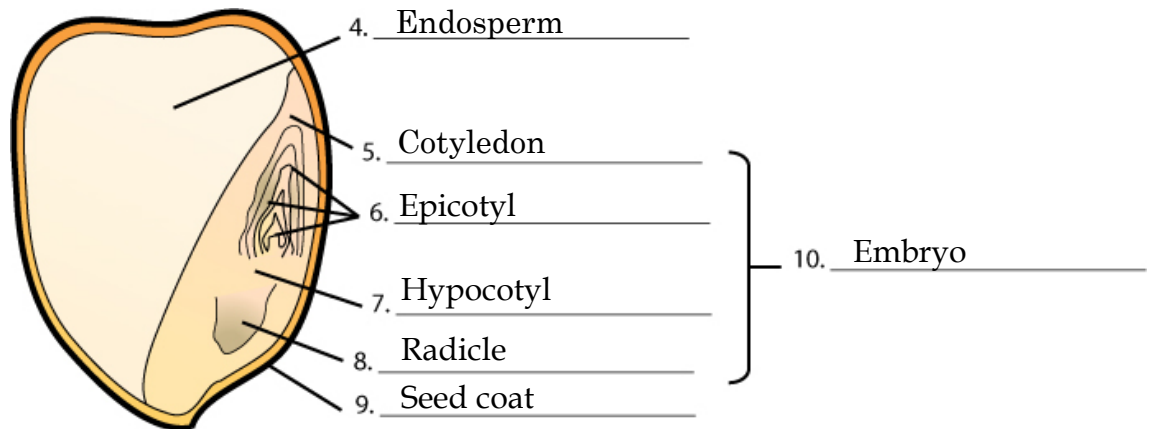 4. Endosperm
5. Cotyledon
6. Epicotyl
7. Hypocotyl
8. Radicle
9. Seed coat
10. Embryo